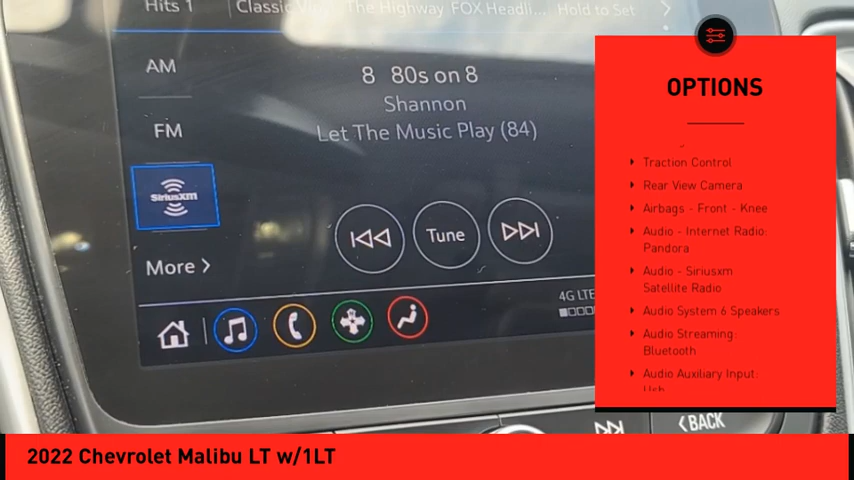 Hits 1
Classic Vinyl
The Highway
FOX Headli...
Hold to Set
AM
FM
SiriusXM
More
8 80s on 8
Shannon
Let The Music Play (84)
Tune
4G LTE
BACK
OPTIONS
Traction Control
Rear View Camera
Airbags - Front - Knee
Audio - Internet Radio:
Pandora
Audio - Siriusxm
Satellite Radio
Audio System 6 Speakers
Audio Streaming:
Bluetooth
Audio Auxiliary Input:
Usb
2022 Chevrolet Malibu LT w/1LT